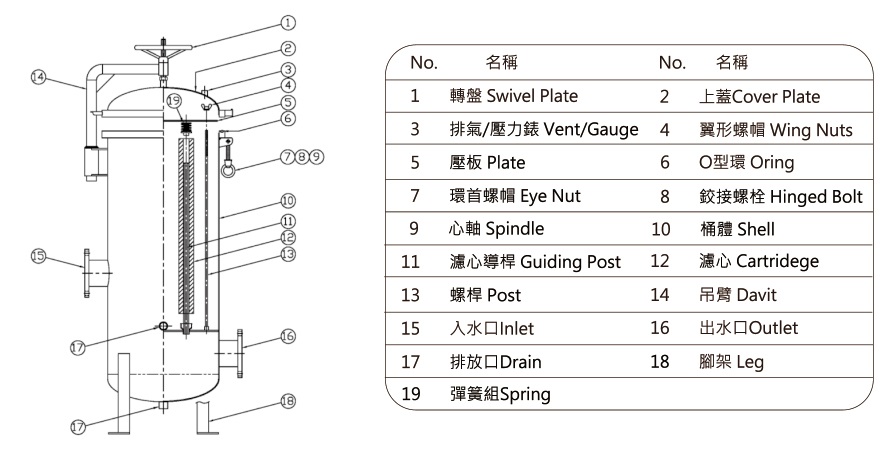 1
2
3
14
4
19
5
6
7 8 9
10
11
12
15
13
16
17
18
17
No. 名稱 No. 名稱
1 轉盤 Swivel Plate 2 上蓋Cover Plate
3 排氣/壓力錶 Vent/Gauge 4 翼形螺帽 Wing Nuts
5 壓板 Plate 6 O型環 Oring
7 環首螺帽 Eye Nut 8 鉸接螺栓 Hinged Bolt
9 心軸 Spindle 10 桶體 Shell
11 濾心導桿 Guiding Post 12 濾心 Cartridege
13 螺桿 Post 14 吊臂 Davit
15 入水口Inlet 16 出水口Outlet
17 排放口Drain 18 腳架 Leg
19 彈簧組Spring